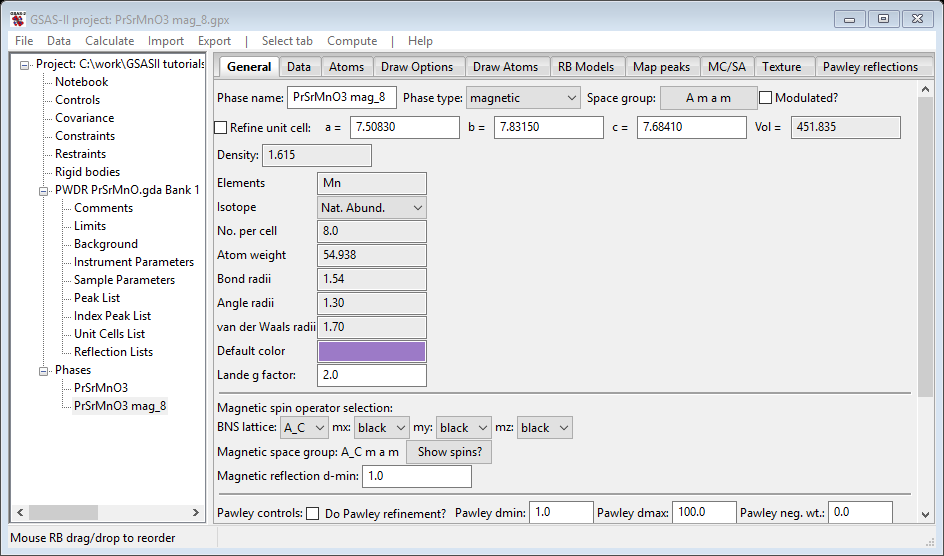 GSAS-II project: PrSrMnO3 mag_8.gpx
File Data Calculate Import Export | Select tab Compute | Help
Project: C:\work\GSASII tutorials
Notebook
Controls
Covariance
Constraints
Restraints
Rigid bodies
PWDR PrSrMnO.gda Bank 1
Comments
Limits
Background
Instrument Parameters
Sample Parameters
Peak List
Index Peak List
Unit Cells List
Reflection Lists
Phases
PrSrMnO3
PrSrMnO3 mag_8
General Data Atoms Draw Options Draw Atoms RB Models Map peaks MC/SA Texture Pawley reflections
Phase name: PrSrMnO3 mag_8 Phase type: magnetic Space group: A m a m Modulated?
Refine unit cell: a = 7.50830 b = 7.83150 c = 7.68410 Vol = 451.835
Density: 1.615
Elements Mn
Isotope Nat. Abund.
No. per cell 8.0
Atom weight 54.938
Bond radii 1.54
Angle radii 1.30
van der Waals radii 1.70
Default color
Lande g factor: 2.0
Magnetic spin operator selection:
BNS lattice: A_C mx: black my: black mz: black
Magnetic space group: A_C m a m Show spins?
Magnetic reflection d-min: 1.0
Pawley controls: Do Pawley refinement? Pawley dmin: 1.0 Pawley dmax: 100.0 Pawley neg. wt.: 0.0
Mouse RB drag/drop to reorder